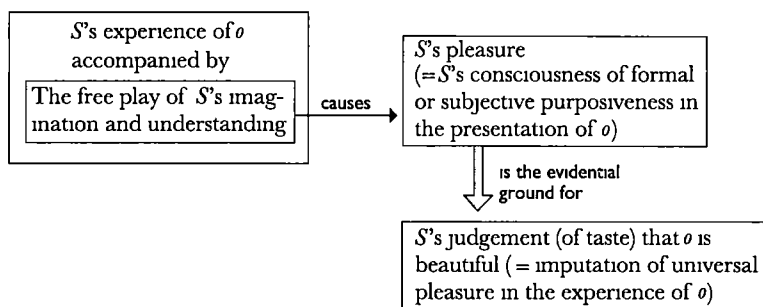 S's experience of o
accompanied by
The free play of S's imag-
ination and understanding
causes
S's pleasure
(=S's consciousness of formal
or subjective purposiveness in
the presentation of o)
is the evidential
ground for
S's judgement (of taste) that o is
beautiful (= imputation of universal
pleasure in the experience of o)